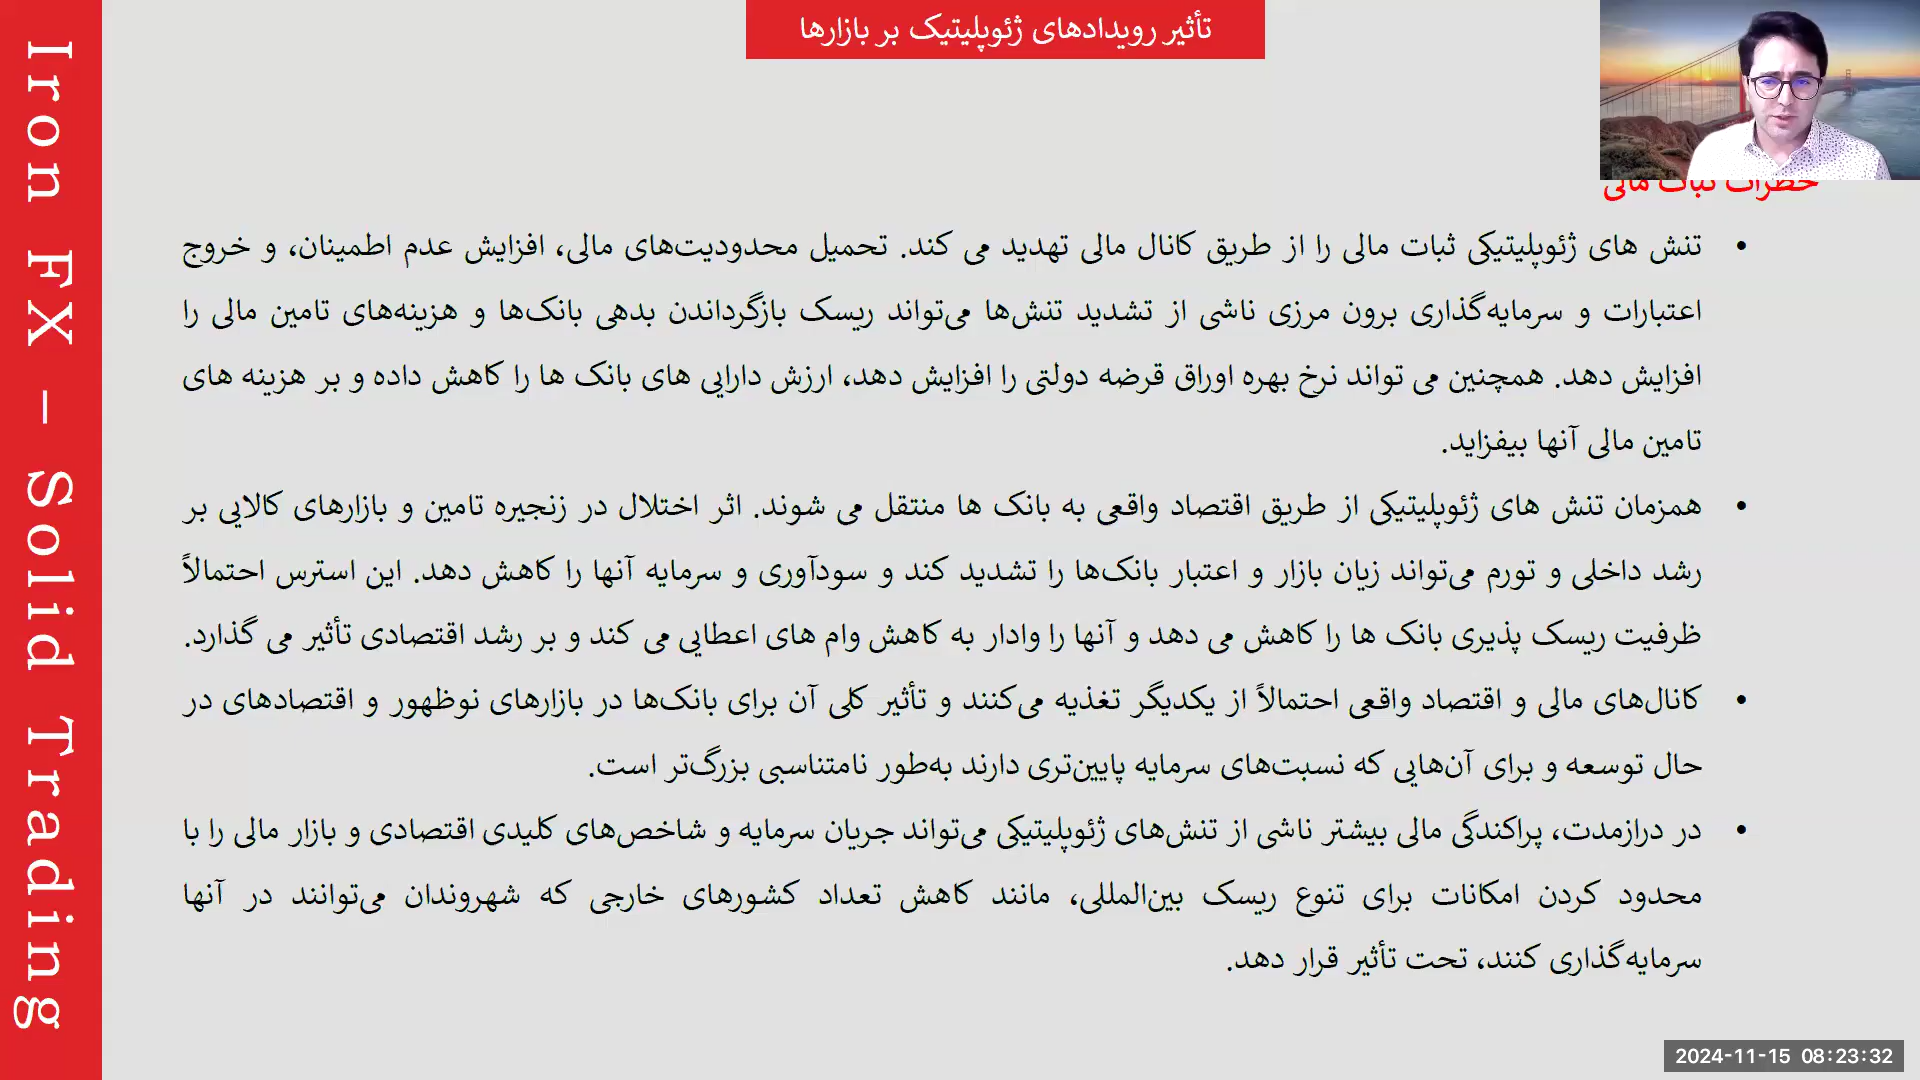 تأثیر رویدادهای ژئوپلیتیک بر بازارها
خطرات ثبات مالی
• تنش های ژئوپلیتیکی ثبات مالی را از طریق کانال مالی تهدید می کند. تحمیل محدودیت‌های مالی، افزایش عدم اطمینان، و خروج
اعتبارات و سرمایه‌گذاری برون مرزی ناشی از تشدید تنش‌ها می‌تواند ریسک بازگرداندن بدهی بانک‌ها و هزینه‌های تامین مالی را
افزایش دهد. همچنین می تواند نرخ بهره اوراق قرضه دولتی را افزایش دهد، ارزش دارایی های بانک ها را کاهش داده و بر هزینه های
تامین مالی آنها بیفزاید.
• همزمان تنش های ژئوپلیتیکی از طریق اقتصاد واقعی به بانک ها منتقل می شوند. اثر اختلال در زنجیره تامین و بازارهای کالایی بر
رشد داخلی و تورم می‌تواند زیان بازار و اعتبار بانک‌ها را تشدید کند و سودآوری و سرمایه آنها را کاهش دهد. این استرس احتمالاً
ظرفیت ریسک پذیری بانک ها را کاهش می دهد و آنها را وادار به کاهش وام های اعطایی می کند و بر رشد اقتصادی تأثیر می گذارد.
• کانال‌های مالی و اقتصاد واقعی احتمالاً از یکدیگر تغذیه می‌کنند و تأثیر کلی آن برای بانک‌ها در بازارهای نوظهور و اقتصادهای در
حال توسعه و برای آن‌هایی که نسبت‌های سرمایه پایین‌تری دارند به‌طور نامتناسبی بزرگ‌تر است.
• در درازمدت، پراکندگی مالی بیشتر ناشی از تنش‌های ژئوپلیتیکی می‌تواند جریان سرمایه و شاخص‌های کلیدی اقتصادی و بازار مالی را با
محدود کردن امکانات برای تنوع ریسک بین‌المللی، مانند کاهش تعداد کشورهای خارجی که شهروندان می‌توانند در آنها
سرمایه‌گذاری کنند، تحت تأثیر قرار دهد.
Iron FX – Solid Trading
2024-11-15 08:23:32